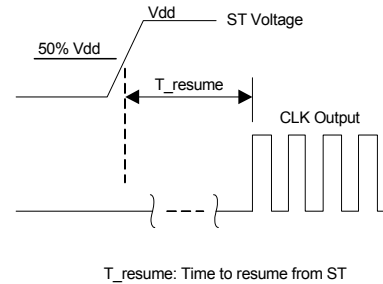 Vdd
ST Voltage
50% Vdd
T_resume
CLK Output
T_resume: Time to resume from ST